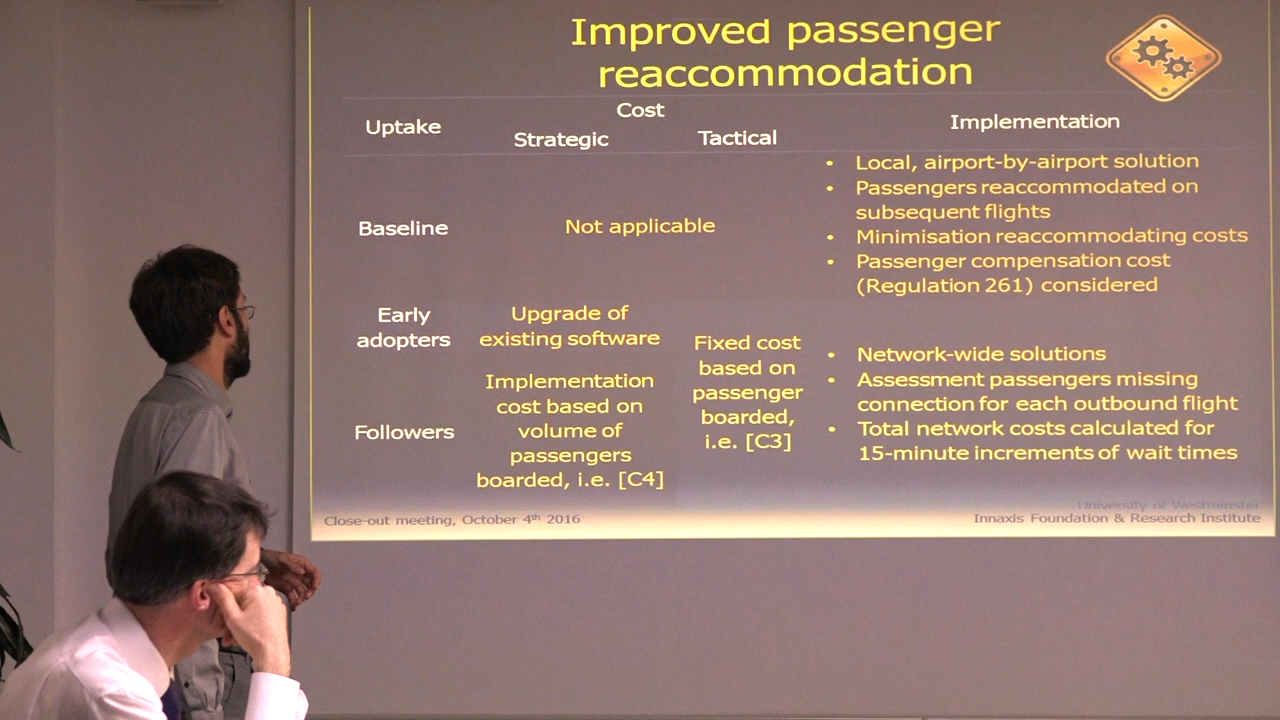 Improved passenger
reaccommodation
Uptake
Cost
Strategic
Tactical
Implementation
Baseline
Not applicable
• Local, airport-by-airport solution
• Passengers reaccommodated on
subsequent flights
• Minimisation reaccommodating costs
• Passenger compensation cost
(Regulation 261) considered
Early
adopters
Upgrade of
existing software
Followers
Implementation
cost based on
volume of
passengers
boarded, i.e. [C4]
Fixed cost
based on
passenger
boarded,
i.e. [C3]
• Network-wide solutions
• Assessment passengers missing
connection for each outbound flight
• Total network costs calculated for
15-minute increments of wait times
Close-out meeting, October 4th 2016
University of Westminster
Innaxis Foundation & Research Institute